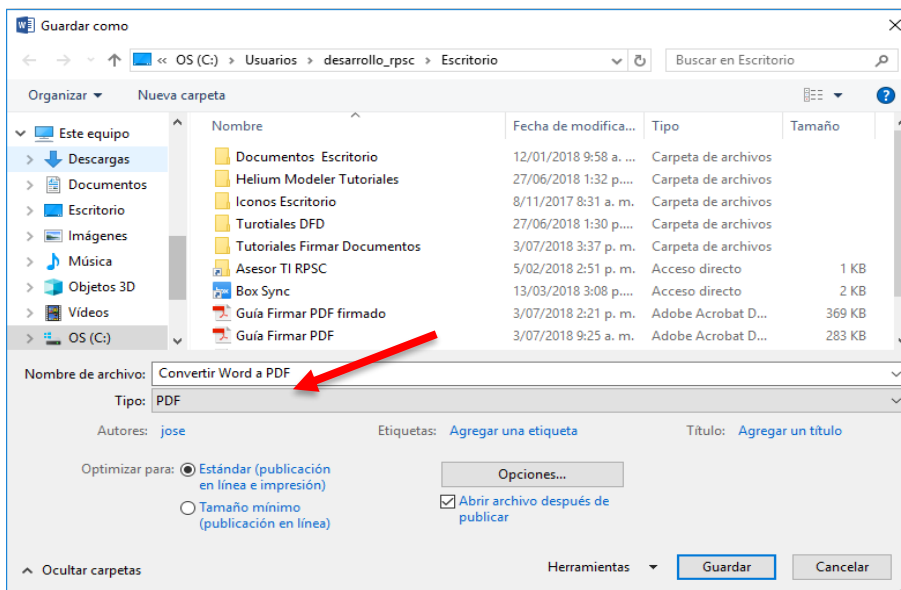 Guardar como
« OS (C:) › Usuarios › desarrollo_rpsc › Escritorio
Buscar en Escritorio
Organizar
Nueva carpeta
Este equipo
Descargas
Documentos
Escritorio
Imágenes
Música
Objetos 3D
Vídeos
OS (C:)
Nombre Fecha de modifica... Tipo Tamaño
Documentos Escritorio 12/01/2018 9:58 a. ... Carpeta de archivos
Helium Modeler Tutoriales 27/06/2018 1:32 p.... Carpeta de archivos
Iconos Escritorio 8/11/2017 8:31 a. m. Carpeta de archivos
Turotiales DFD 27/06/2018 1:30 p.... Carpeta de archivos
Tutoriales Firmar Documentos 3/07/2018 3:37 p. m. Carpeta de archivos
Asesor TI RPSC 5/02/2018 2:51 p. m. Acceso directo 1 KB
Box Sync 13/03/2018 3:08 p.... Acceso directo 2 KB
Guía Firmar PDF firmado 3/07/2018 2:21 p. m. Adobe Acrobat D... 369 KB
Guía Firmar PDF 3/07/2018 9:25 a. m. Adobe Acrobat D... 283 KB
Nombre de archivo: Convertir Word a PDF
Tipo: PDF
Autores: jose
Etiquetas: Agregar una etiqueta
Título: Agregar un título
Optimizar para:
Estándar (publicación
en línea e impresión)
Tamaño mínimo
(publicación en línea)
Opciones...
Abrir archivo después de
publicar
Ocultar carpetas
Herramientas
Guardar
Cancelar